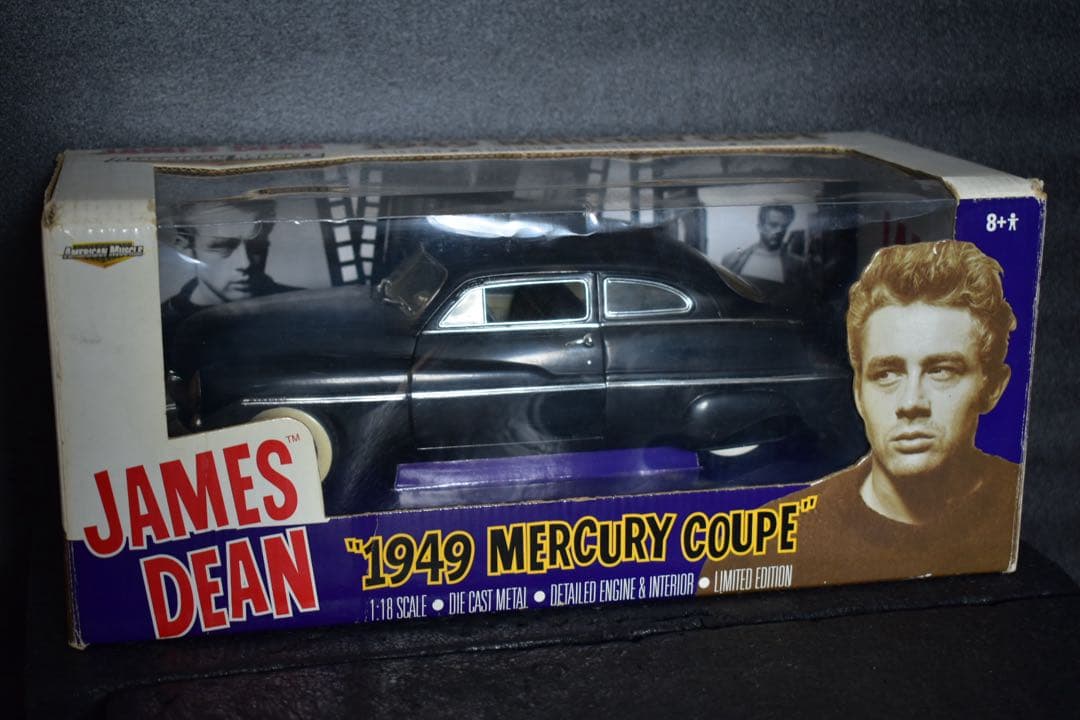 AMERICAN MUSCLE
8+
JAMES™
DEAN
"1949 MERCURY COUPE"
1:18 SCALE ● DIE CAST METAL ● DETAILED ENGINE & INTERIOR ● LIMITED EDITION